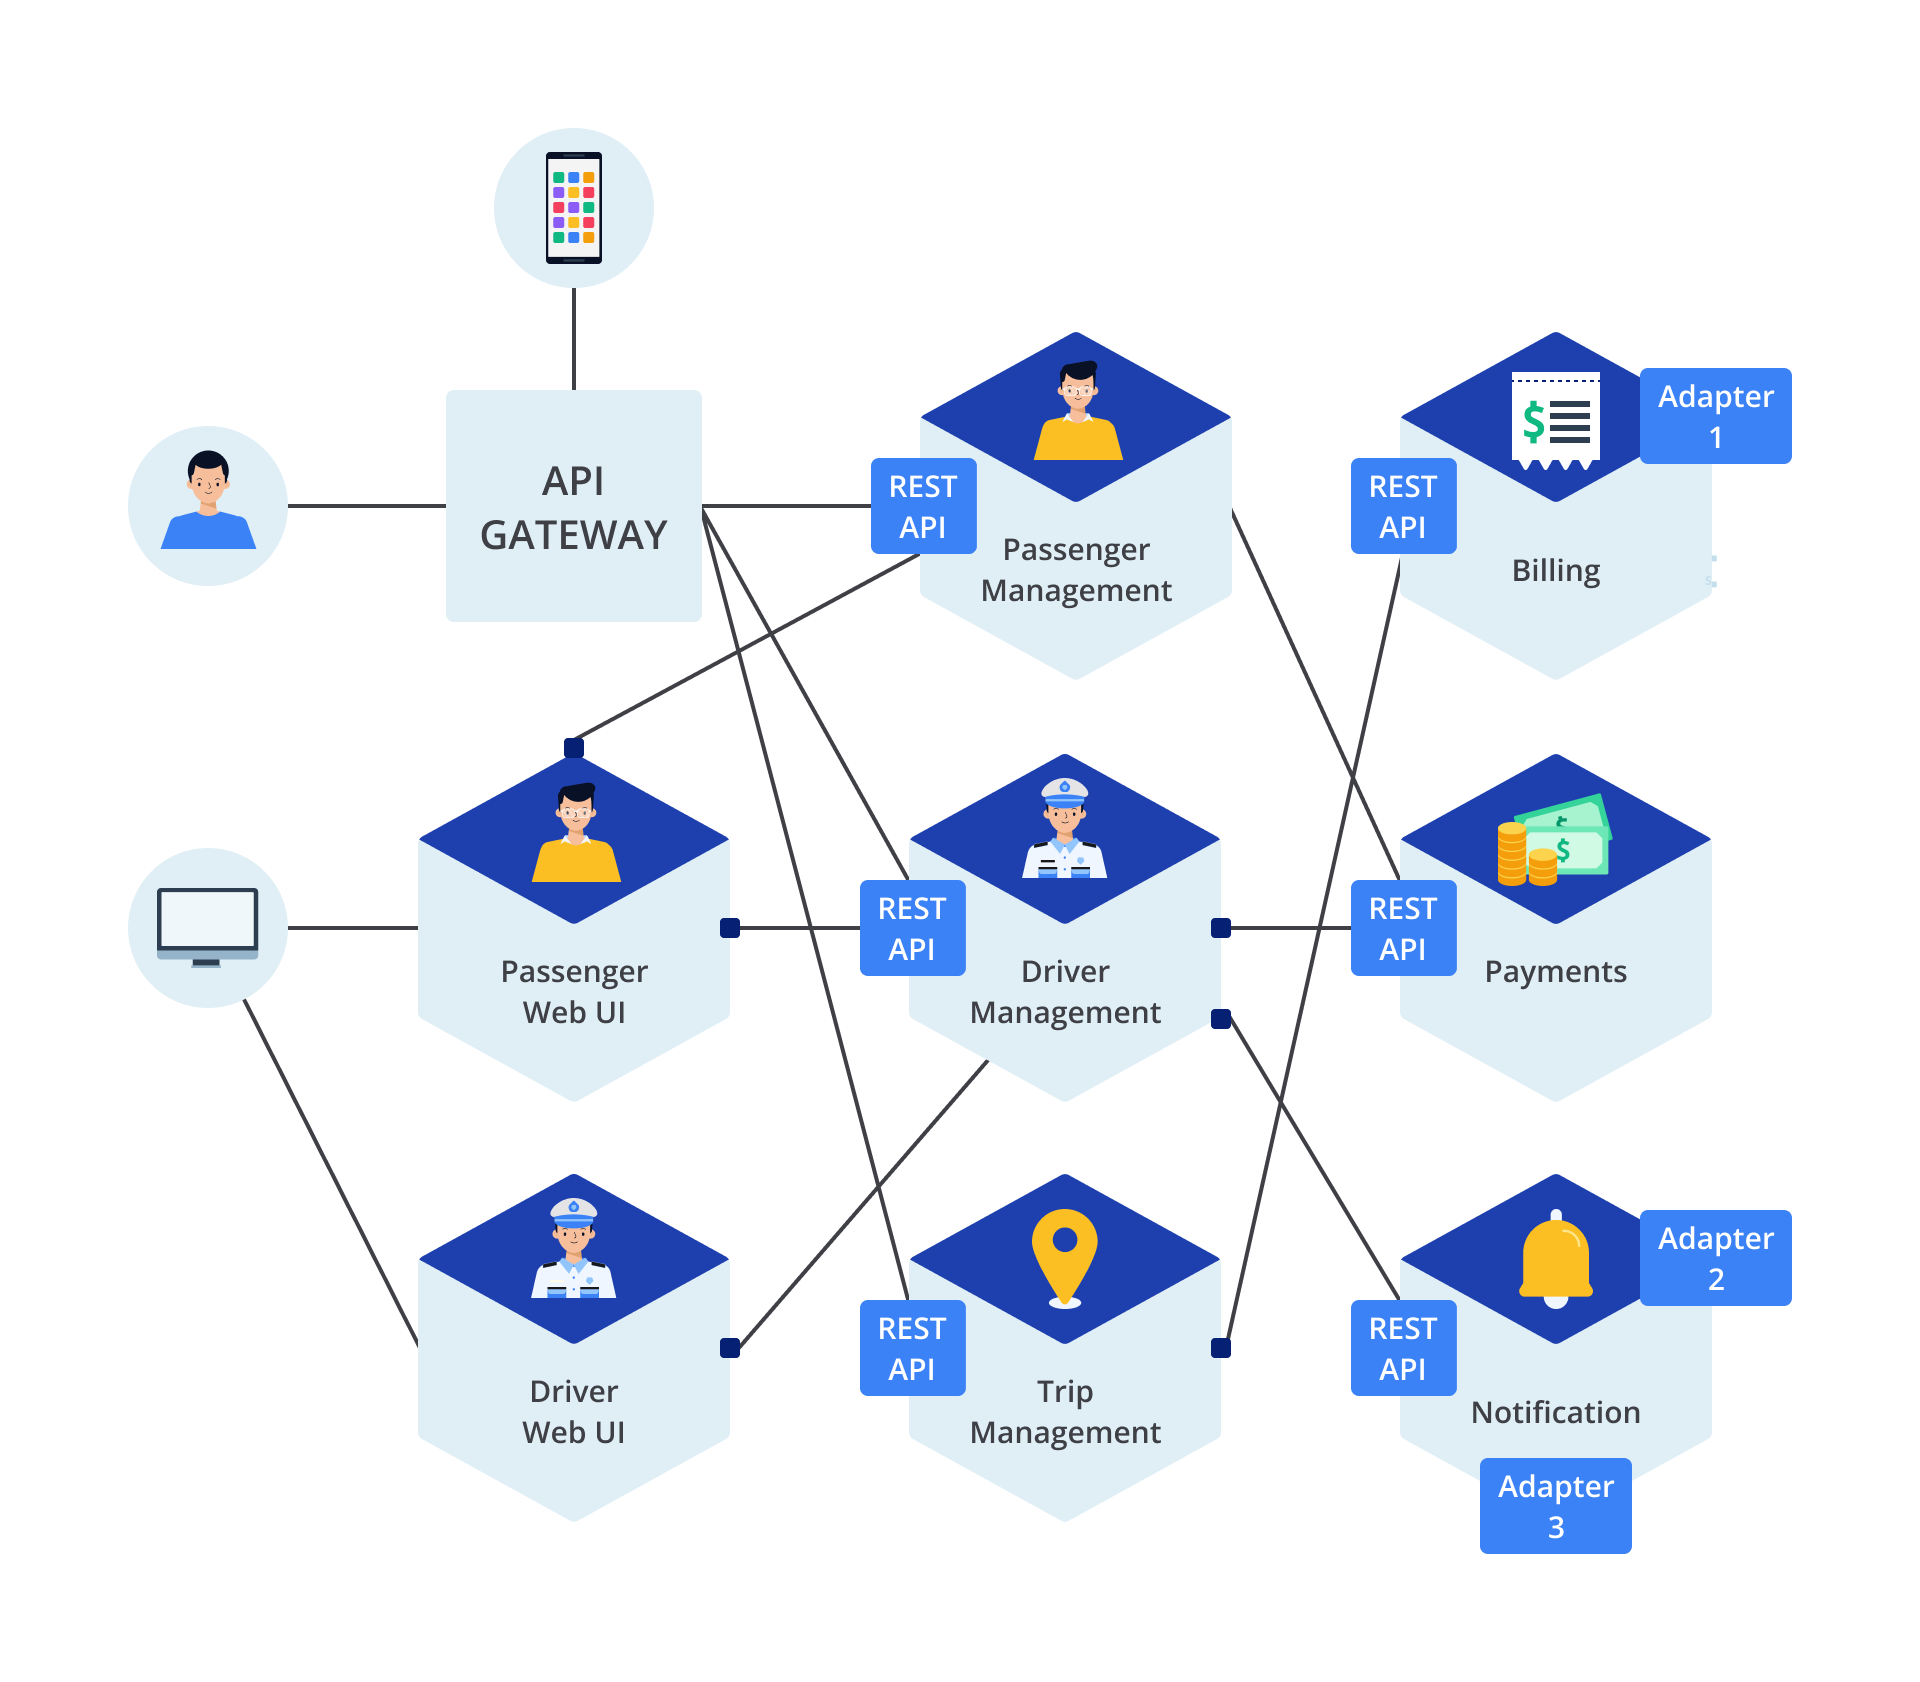 API
GATEWAY
REST
API
Passenger
Management
REST
API
Adapter
1
$
Billing
Passenger
Web UI
REST
API
Driver
Management
REST
API
$
$
Payments
Driver
Web UI
REST
API
Trip
Management
REST
API
Adapter
2
Notification
Adapter
3